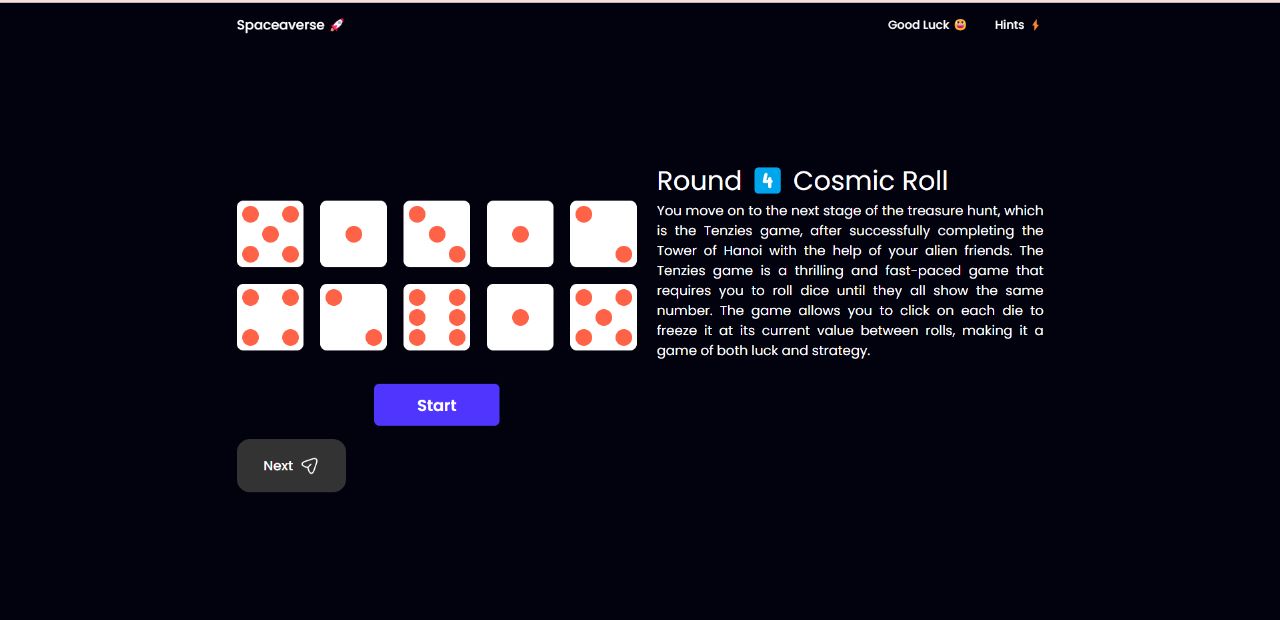 Spaceaverse 🚀
Good Luck 😀
Hints ⚡
Round 4 Cosmic Roll
You move on to the next stage of the treasure hunt, which
is the Tenzies game, after successfully completing the
Tower of Hanoi with the help of your alien friends. The
Tenzies game is a thrilling and fast-paced game that
requires you to roll dice until they all show the same
number. The game allows you to click on each die to
freeze it at its current value between rolls, making it a
game of both luck and strategy.
Start
Next